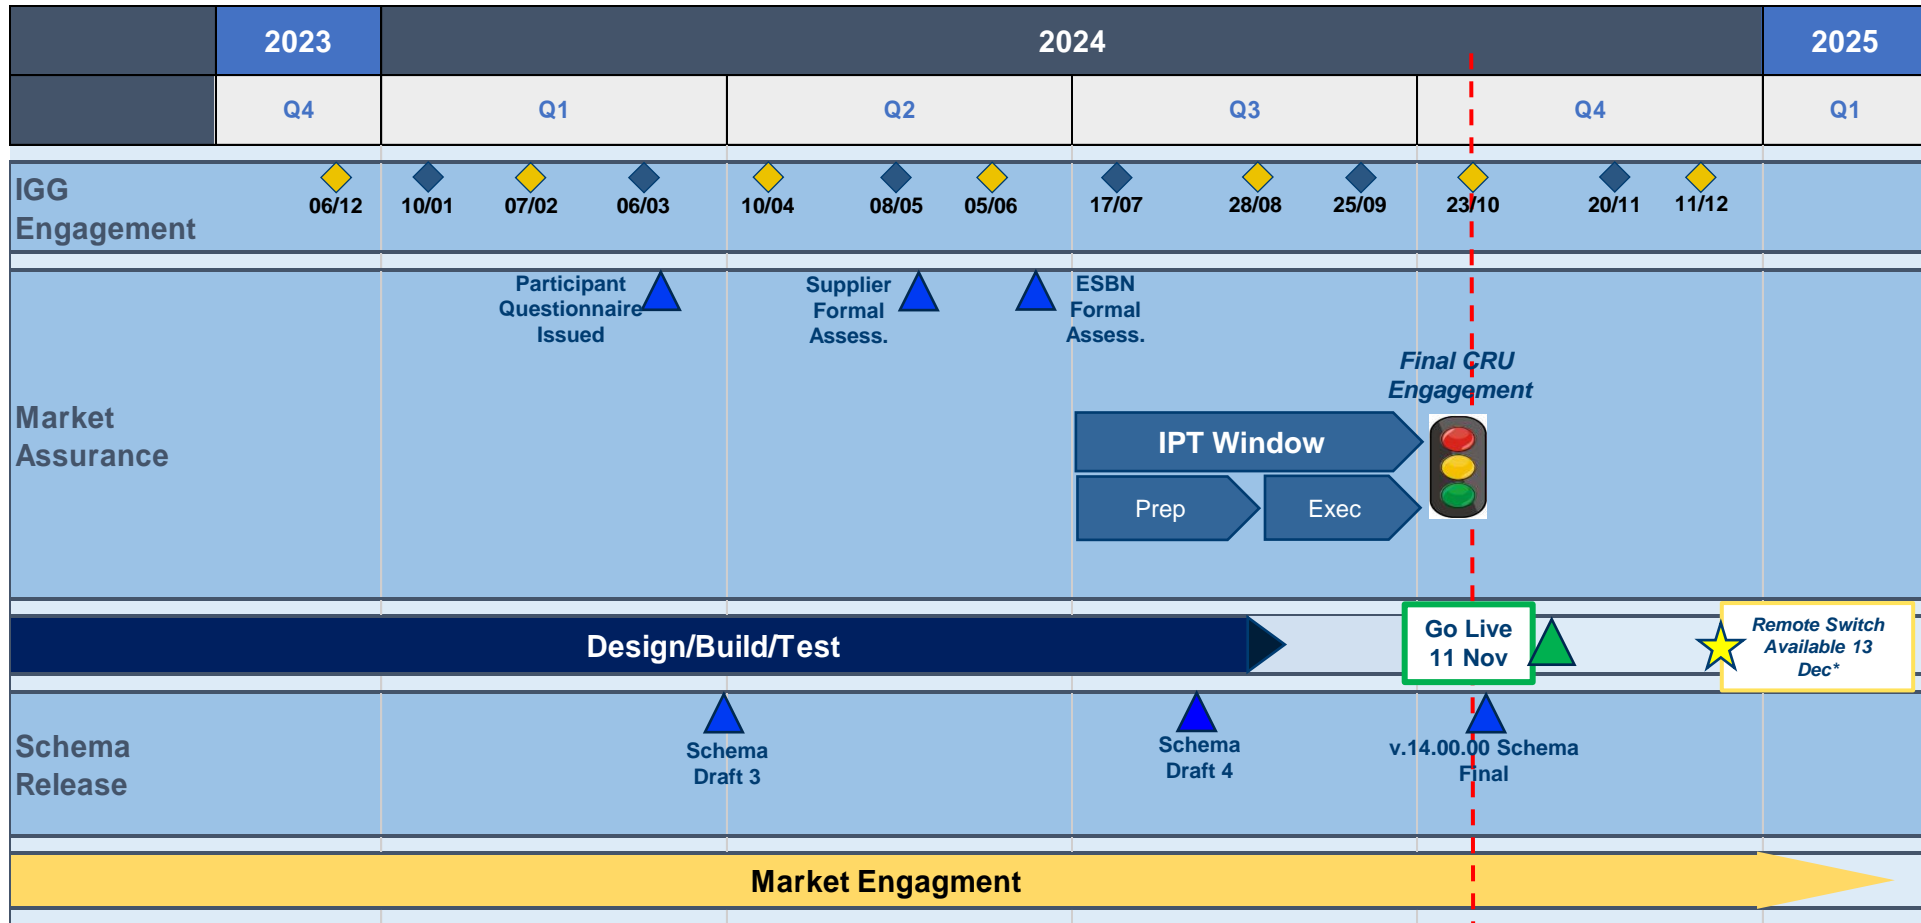 2023
2024
2025
Q4
Q1
Q2
Q3
Q4
Q1
IGG
Engagement
06/12
10/01
07/02
06/03
10/04
08/05
05/06
17/07
28/08
25/09
23/10
20/11
11/12
Market
Assurance
Participant
Questionnaire
Issued
Supplier
Formal
Assess.
ESBN
Formal
Assess.
Final CRU
Engagement
IPT Window
Prep
Exec
Design/Build/Test
Go Live
11 Nov
Remote Switch
Available 13
Dec*
Schema
Release
Schema
Draft 3
Schema
Draft 4
v.14.00.00 Schema
Final
Market Engagment